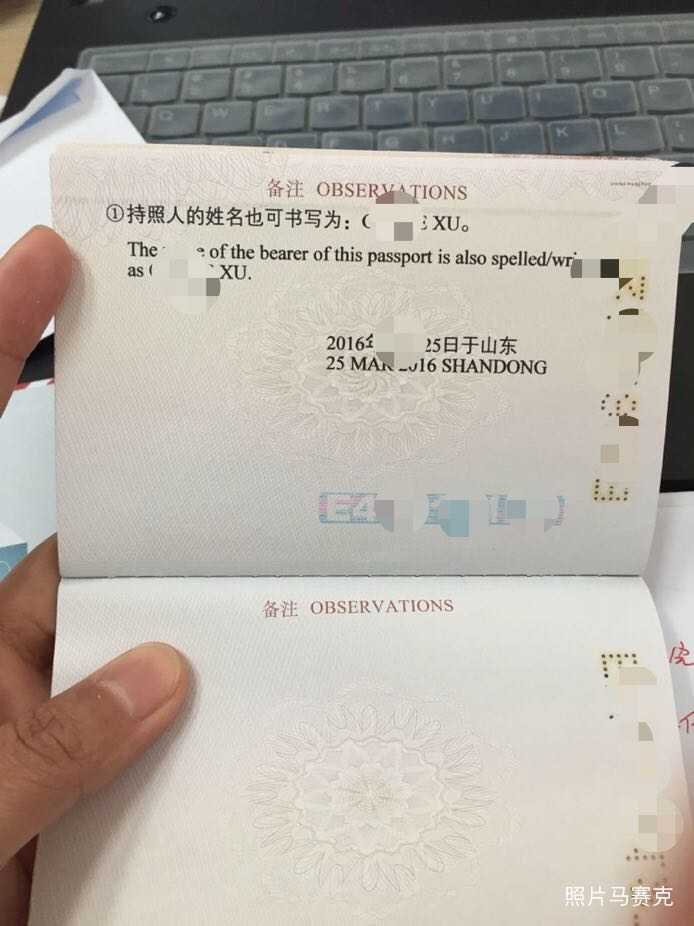 备注 OBSERVATIONS
①持照人的姓名也可书写为: XU。
The of the bearer of this passport is also spelled/
as XU.
2016 25日于山东
25 MAR 2016 SHANDONG
E4
备注 OBSERVATIONS
照片马赛克